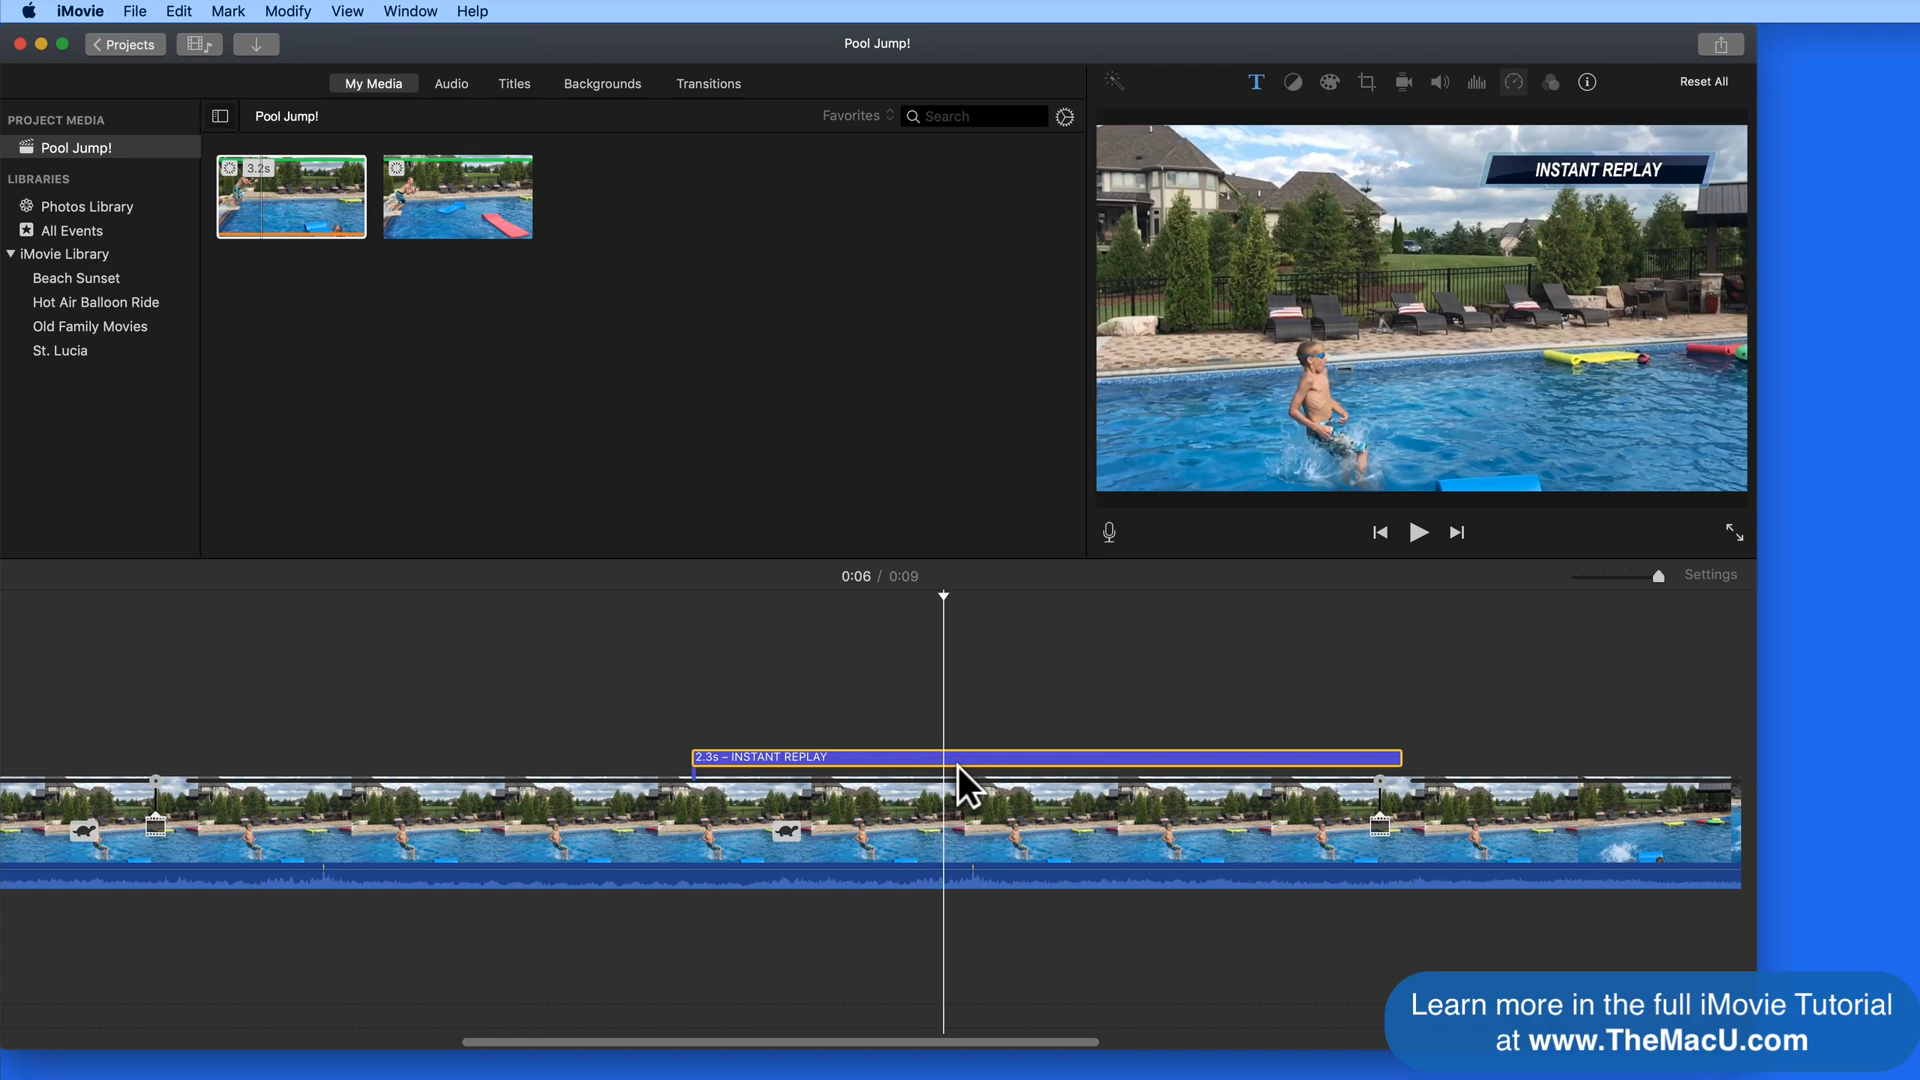 iMovie File Edit Mark Modify View Window Help
Projects
Pool Jump!
My Media Audio Titles Backgrounds Transitions
Reset All
PROJECT MEDIA
Pool Jump!
LIBRARIES
Photos Library
All Events
iMovie Library
Beach Sunset
Hot Air Balloon Ride
Old Family Movies
St. Lucia
Pool Jump!
Favorites
Search
3.2s
INSTANT REPLAY
0:06 / 0:09
Settings
2.3s – INSTANT REPLAY
Learn more in the full iMovie Tutorial
at www.TheMacU.com